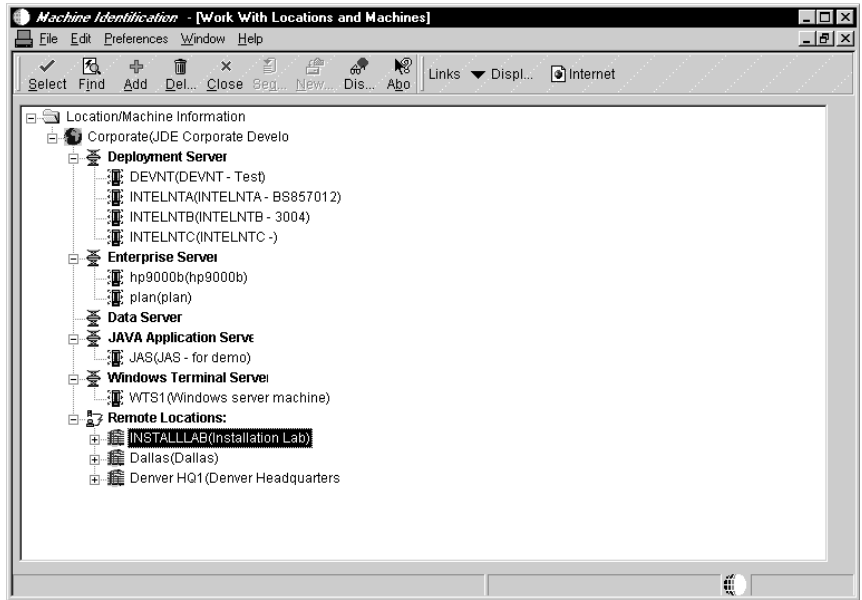 Machine Identification - [Work With Locations and Machines]
File Edit Preferences Window Help
Select Find Add Del... Close Seq... New... Dis... Abo Links Displ... Internet
Location/Machine Information
Corporate(JDE Corporate Develo
Deployment Server
DEVNT(DEVNT - Test)
INTELNTA(INTELNTA - BS857012)
INTELNTB(INTELNTB - 3004)
INTELNTC(INTELNTC -)
Enterprise Server
hp9000b(hp9000b)
plan(plan)
Data Server
JAVA Application Serve
JAS(JAS - for demo)
Windows Terminal Server
WTS1(Windows server machine)
Remote Locations:
INSTALLLAB(Installation Lab)
Dallas(Dallas)
Denver HQ1(Denver Headquarters